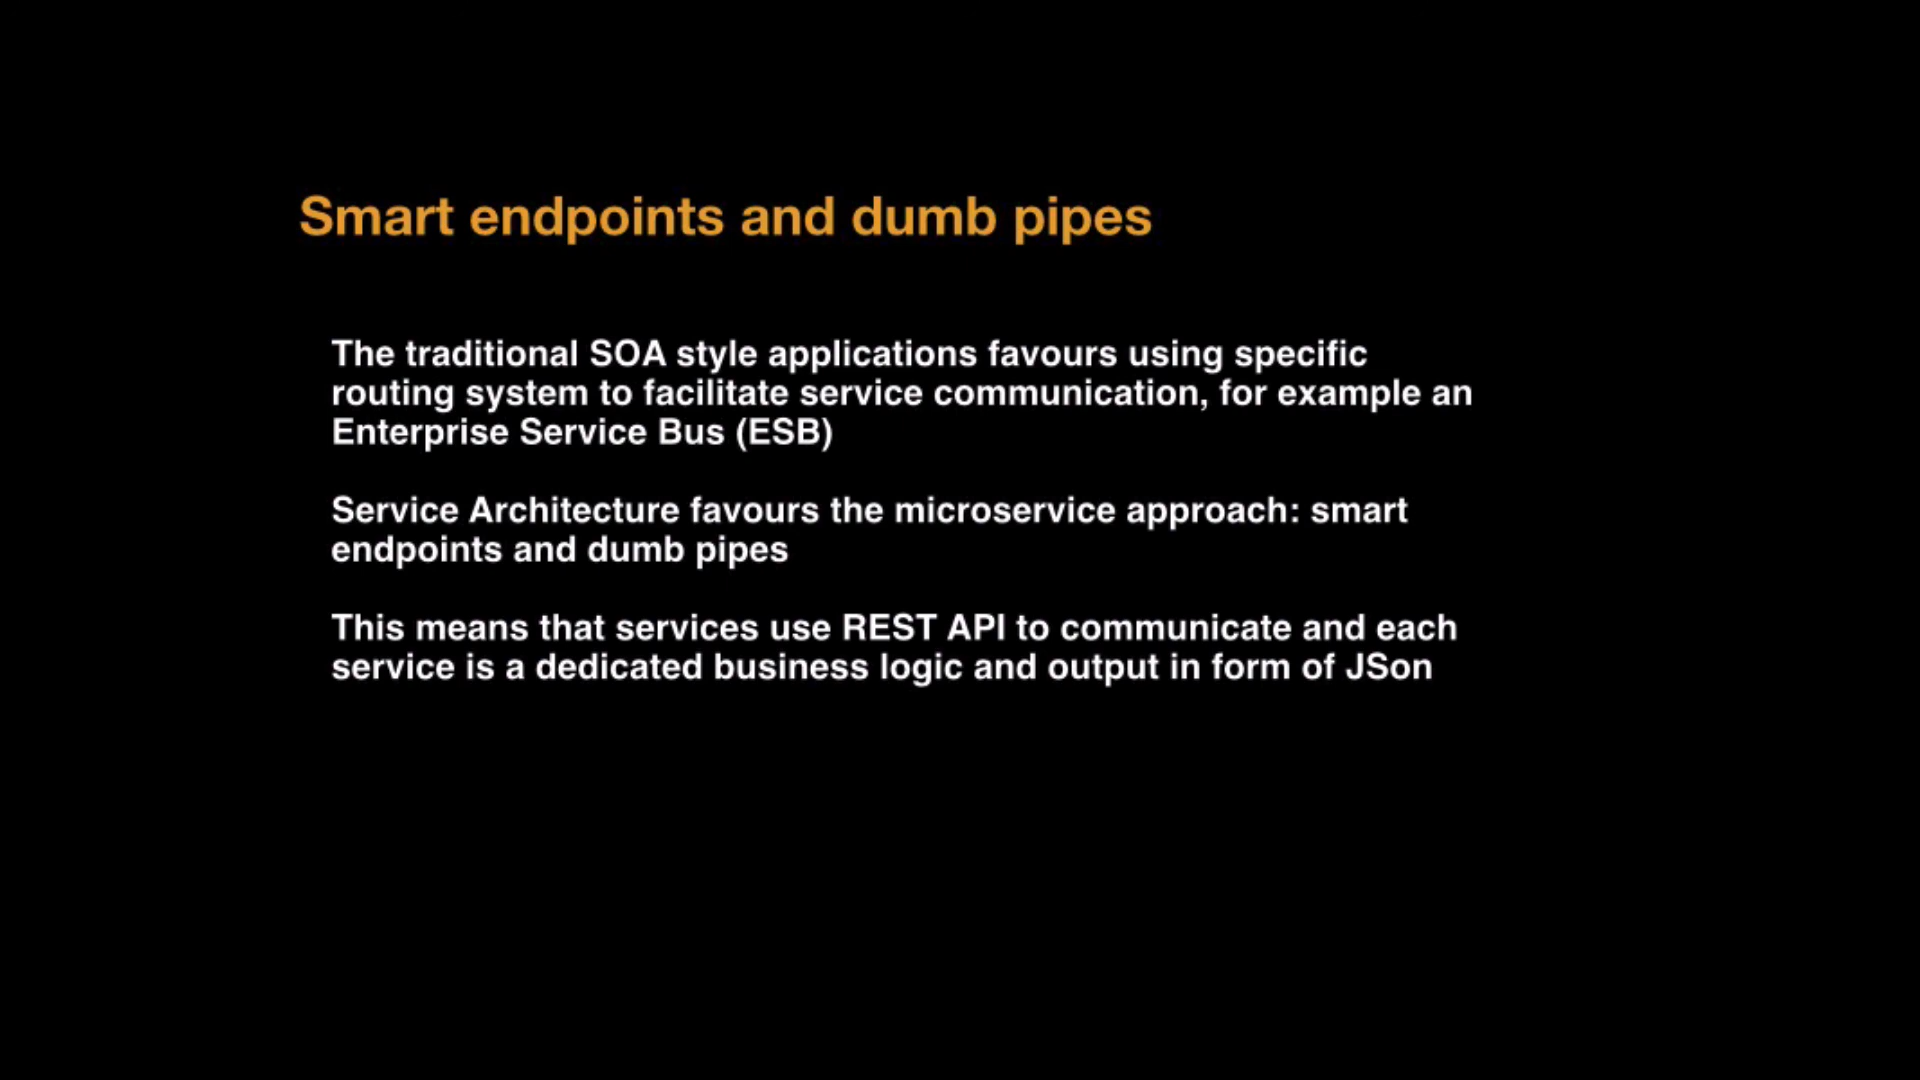 Smart endpoints and dumb pipes
The traditional SOA style applications favours using specific
routing system to facilitate service communication, for example an
Enterprise Service Bus (ESB)
Service Architecture favours the microservice approach: smart
endpoints and dumb pipes
This means that services use REST API to communicate and each
service is a dedicated business logic and output in form of JSon